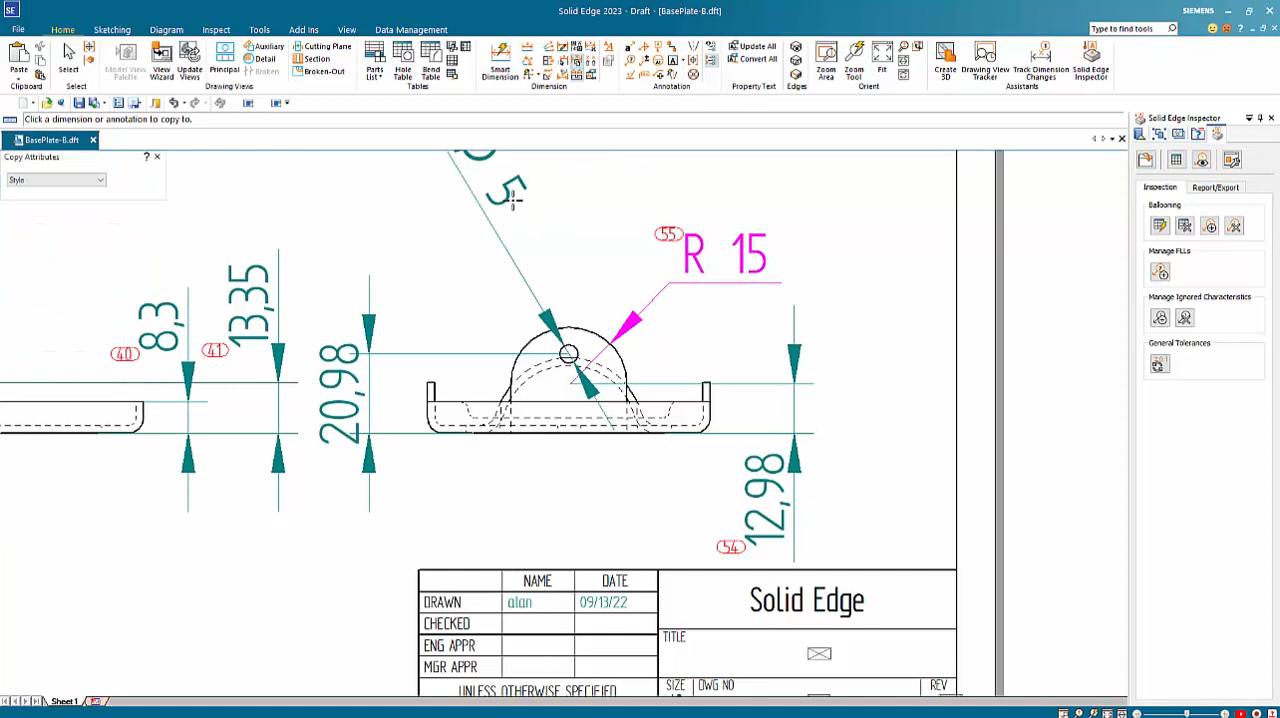 SE
Solid Edge 2023 - Draft - [BasePlate-B.dft]
SIEMENS
File
Home
Sketching
Diagram
Inspect
Tools
Add Ins
View
Data Management
Type to find tools
Paste
Clipboard
Select
Select
Model View Palette
View Wizard
Update Views
Principal
Auxiliary
Detail
Broken
Cutting Plane
Section
Broken-Out
Drawing Views
Parts List
Hole Table
Bend Table
Tables
Smart Dimension
Dimension
Annotation
Update All
Convert All
Property Text
Edges
Zoom Area
Zoom Tool
Fit
Orient
Create 3D
Drawing View Tracker
Track Dimension Changes
Solid Edge Inspector
Assistants
Click a dimension or annotation to copy to.
BasePlate-B.dft
Copy Attributes
Style
Solid Edge Inspector
Inspection
Report/Export
Ballooning
Manage FLLs
Manage Ignored Characteristics
General Tolerances
5
55
R 15
40
8,3
41
13,35
20,98
12,98
54
NAME
DATE
DRAWN
alan
09/13/22
CHECKED
ENG APPR
MGR APPR
UNLESS OTHERWISE SPECIFIED
Solid Edge
TITLE
SIZE
DWG NO
REV
Sheet1